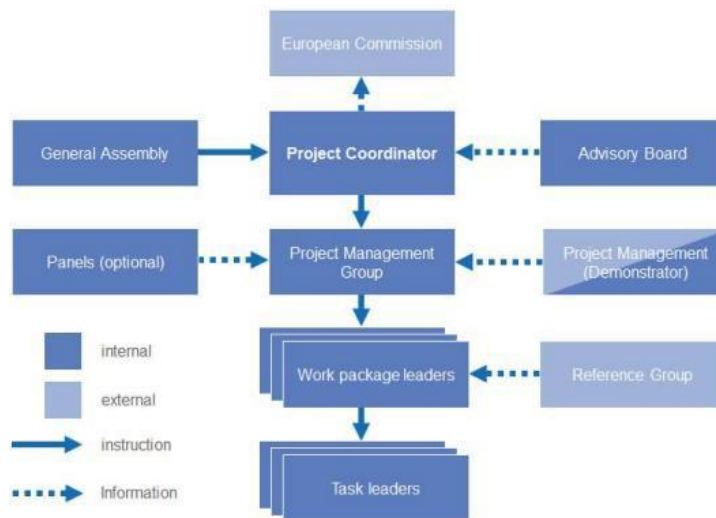 European Commission
General Assembly
Project Coordinator
Advisory Board
Panels (optional)
Project Management
Group
Project Management
(Demonstrator)
internal
external
instruction
Information
Work package leaders
Reference Group
Task leaders